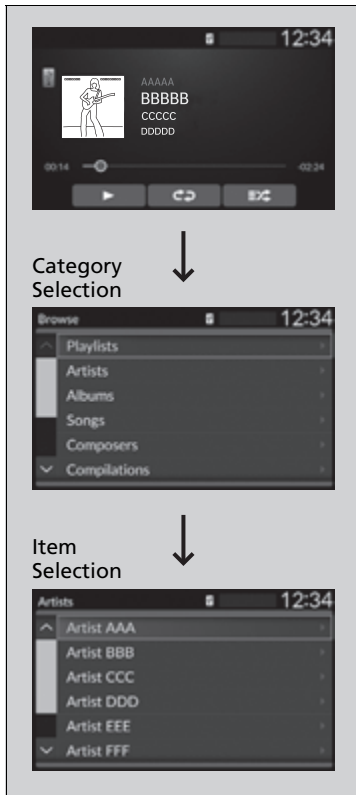 12:34
AAAAA
BBBBB
CCCCC
DDDDD
00:14
-02:24
Category
Selection
Browse 12:34
Playlists
Artists
Albums
Songs
Composers
Compilations
Item
Selection
Artists 12:34
Artist AAA
Artist BBB
Artist CCC
Artist DDD
Artist EEE
Artist FFF